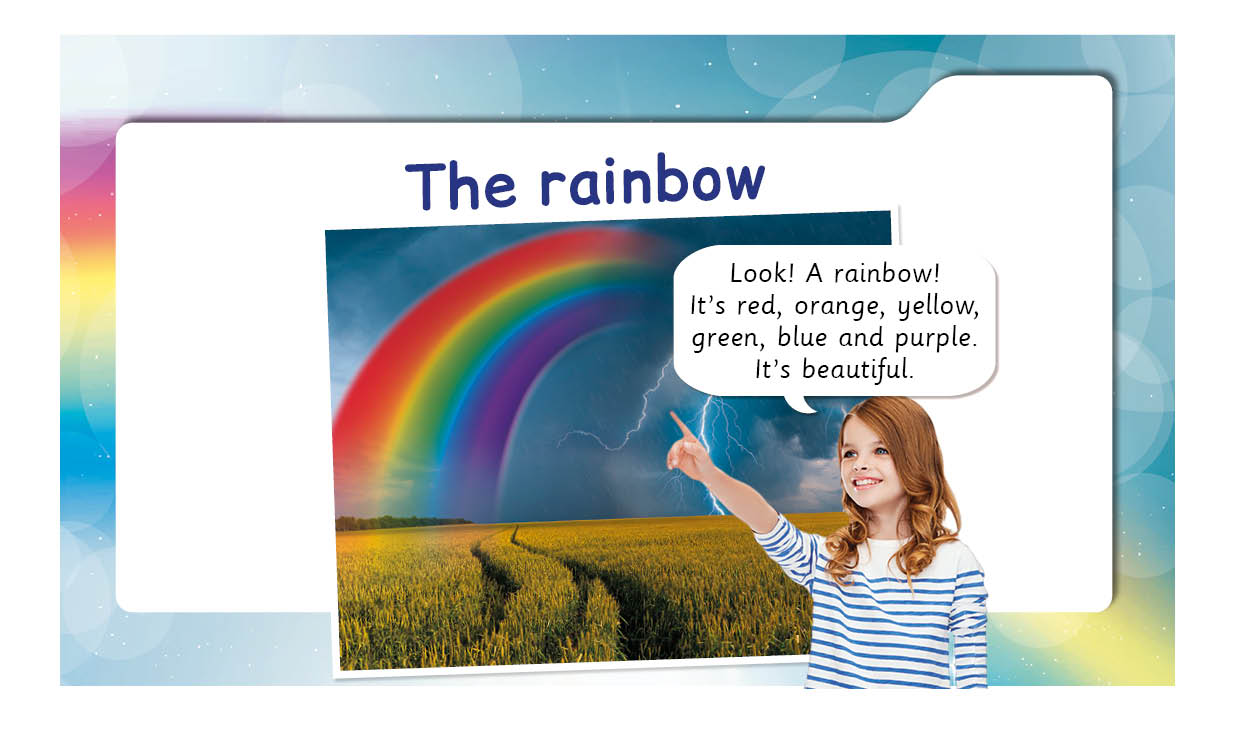 The rainbow
Look! A rainbow!
It's red, orange, yellow,
green, blue and purple.
It's beautiful.